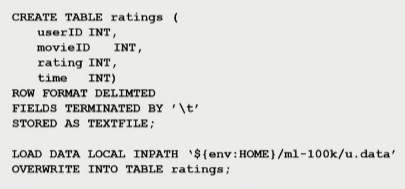 CREATE TABLE ratings (
userID INT,
movieID INT,
rating INT,
time INT)
ROW FORMAT DELIMTED
FIELDS TERMINATED BY '\t'
STORED AS TEXTFILE;
LOAD DATA LOCAL INPATH '${env:HOME}/ml-100k/u.data'
OVERWRITE INTO TABLE ratings;